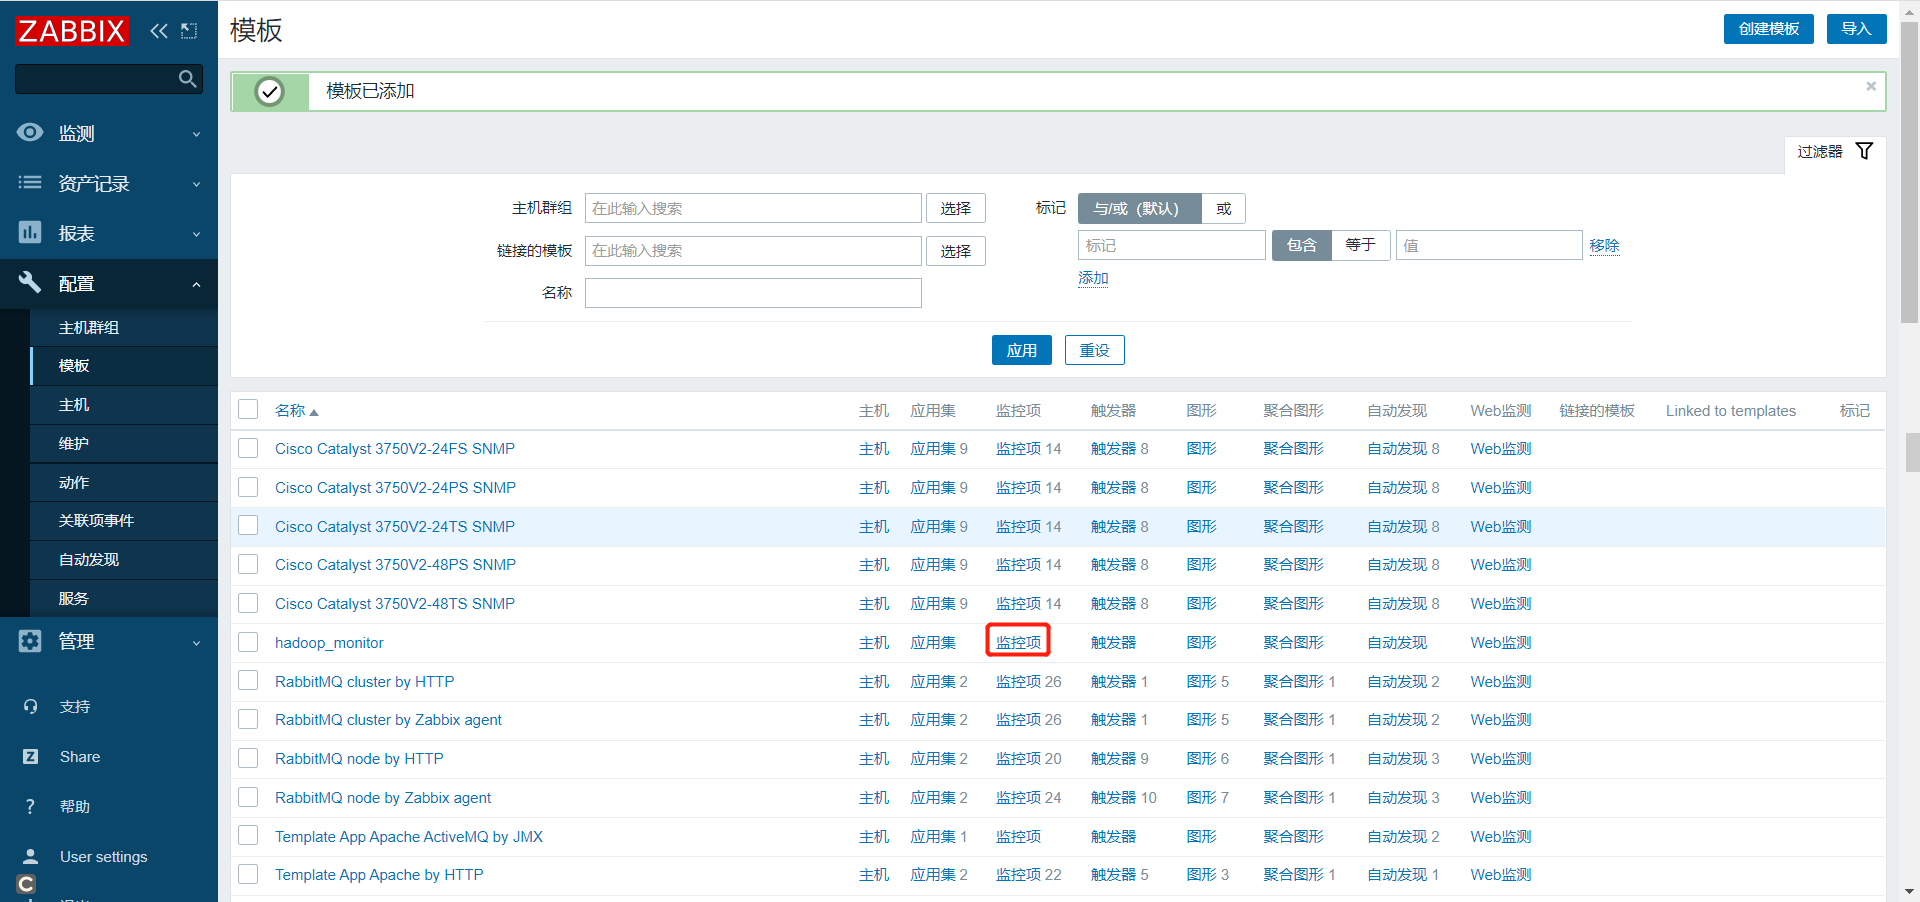 ZABBIX
模板
创建模板 导入
模板已添加
监测
资产记录
报表
配置
主机群组
模板
主机
维护
动作
关联项事件
自动发现
服务
管理
支持
Share
帮助
User settings
过滤器
主机群组 在此输入搜索 选择 标记 与/或（默认） 或
标记 包含 等于 值 移除
链接的模板 在此输入搜索 选择
添加
名称
应用 重设
名称 主机 应用集 监控项 触发器 图形 聚合图形 自动发现 Web监测 链接的模板 Linked to templates 标记
Cisco Catalyst 3750V2-24FS SNMP 主机 应用集 9 监控项 14 触发器 8 图形 聚合图形 自动发现 8 Web监测
Cisco Catalyst 3750V2-24PS SNMP 主机 应用集 9 监控项 14 触发器 8 图形 聚合图形 自动发现 8 Web监测
Cisco Catalyst 3750V2-24TS SNMP 主机 应用集 9 监控项 14 触发器 8 图形 聚合图形 自动发现 8 Web监测
Cisco Catalyst 3750V2-48PS SNMP 主机 应用集 9 监控项 14 触发器 8 图形 聚合图形 自动发现 8 Web监测
Cisco Catalyst 3750V2-48TS SNMP 主机 应用集 9 监控项 14 触发器 8 图形 聚合图形 自动发现 8 Web监测
hadoop_monitor 主机 应用集 监控项 触发器 图形 聚合图形 自动发现 Web监测
RabbitMQ cluster by HTTP 主机 应用集 2 监控项 26 触发器 1 图形 5 聚合图形 1 自动发现 2 Web监测
RabbitMQ cluster by Zabbix agent 主机 应用集 2 监控项 26 触发器 1 图形 5 聚合图形 1 自动发现 2 Web监测
RabbitMQ node by HTTP 主机 应用集 2 监控项 20 触发器 9 图形 6 聚合图形 1 自动发现 3 Web监测
RabbitMQ node by Zabbix agent 主机 应用集 2 监控项 24 触发器 10 图形 7 聚合图形 1 自动发现 3 Web监测
Template App Apache ActiveMQ by JMX 主机 应用集 1 监控项 触发器 图形 聚合图形 自动发现 2 Web监测
Template App Apache by HTTP 主机 应用集 2 监控项 22 触发器 5 图形 3 聚合图形 1 自动发现 1 Web监测